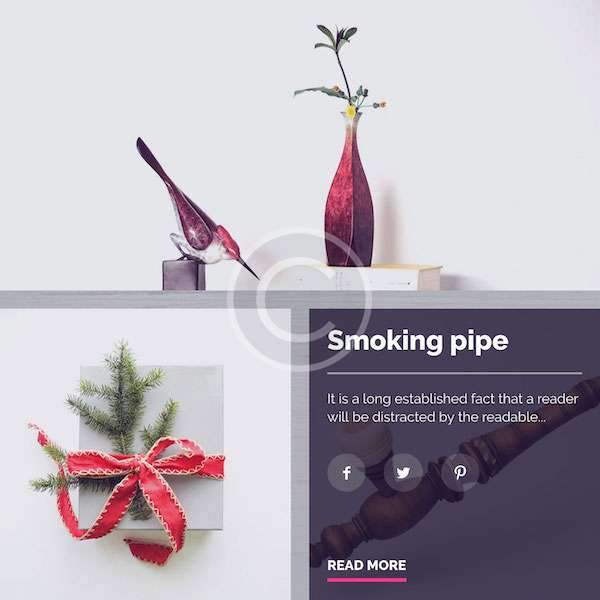 ©
Smoking pipe
It is a long established fact that a reader
will be distracted by the readable...
READ MORE